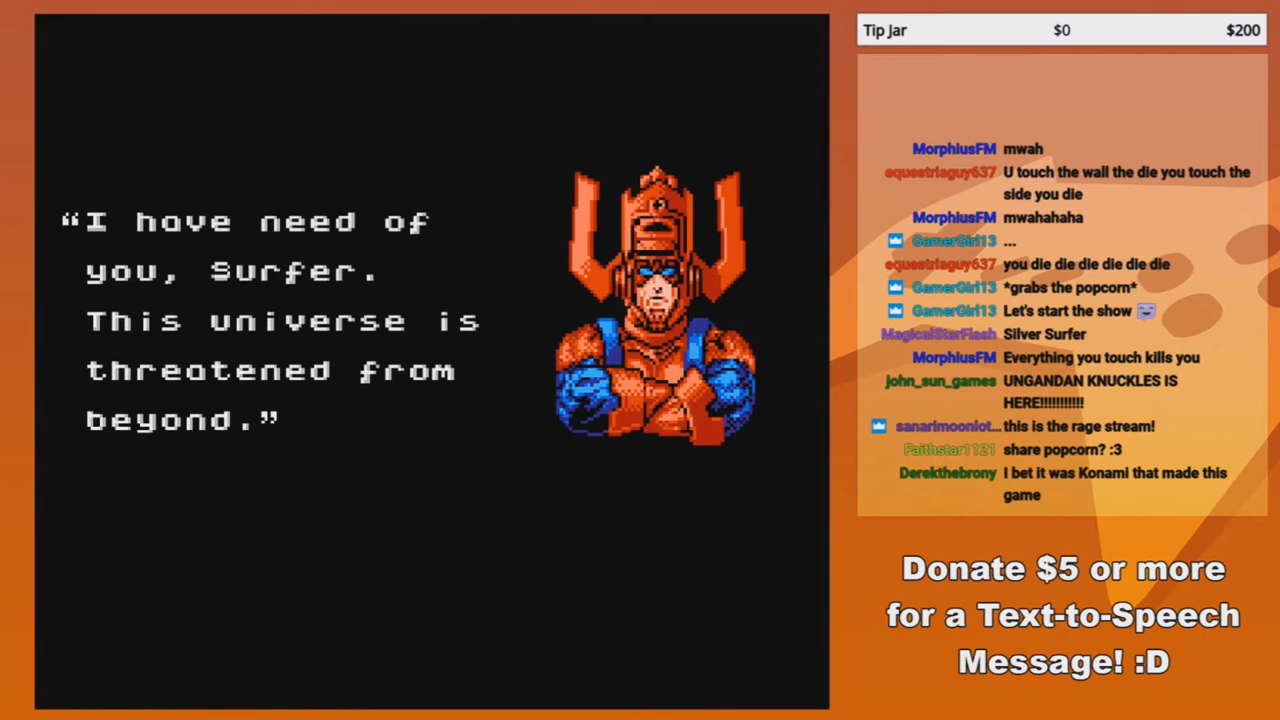 “I have need of
you, Surfer.
This universe is
threatened from
beyond.”
Tip Jar $0 $200
MorphiusFM mwah
equestriaguy637 U touch the wall the die you touch the
side you die
MorphiusFM mwahahaha
GamerGirl13 ...
equestriaguy637 you die die die die die die
GamerGirl13 *grabs the popcorn*
GamerGirl13 Let's start the show
MagicalStarFlash Silver Surfer
MorphiusFM Everything you touch kills you
john_sun_games UNGANDAN KNUCKLES IS
HERE!!!!!!!!!!!
sanarimoonlot... this is the rage stream!
Faithstar1121 share popcorn? :3
Derekthebrony I bet it was Konami that made this
game
Donate $5 or more
for a Text-to-Speech
Message! :D